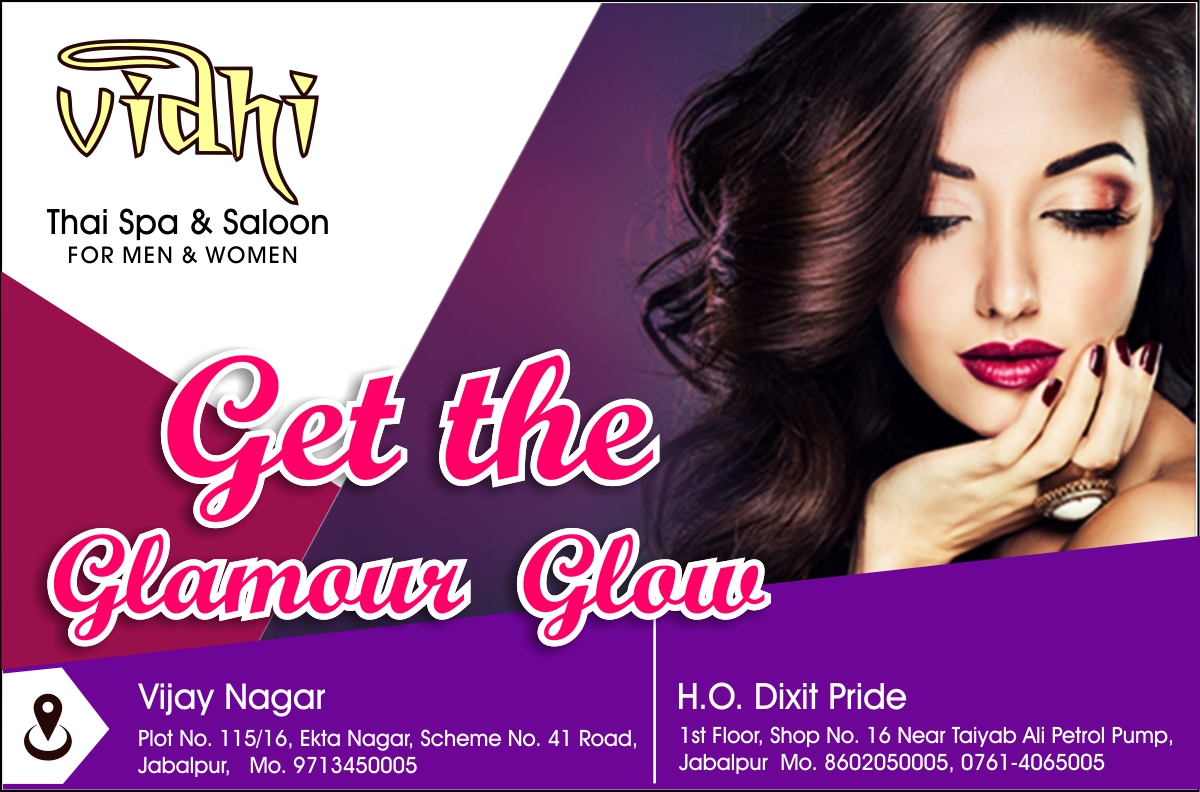 vidhi
Thai Spa & Saloon
FOR MEN & WOMEN
Get the
Glamour Glow
Vijay Nagar
Plot No. 115/16, Ekta Nagar, Scheme No. 41 Road,
Jabalpur, Mo. 9713450005
H.O. Dixit Pride
1st Floor, Shop No. 16 Near Taiyab Ali Petrol Pump,
Jabalpur Mo. 8602050005, 0761-4065005